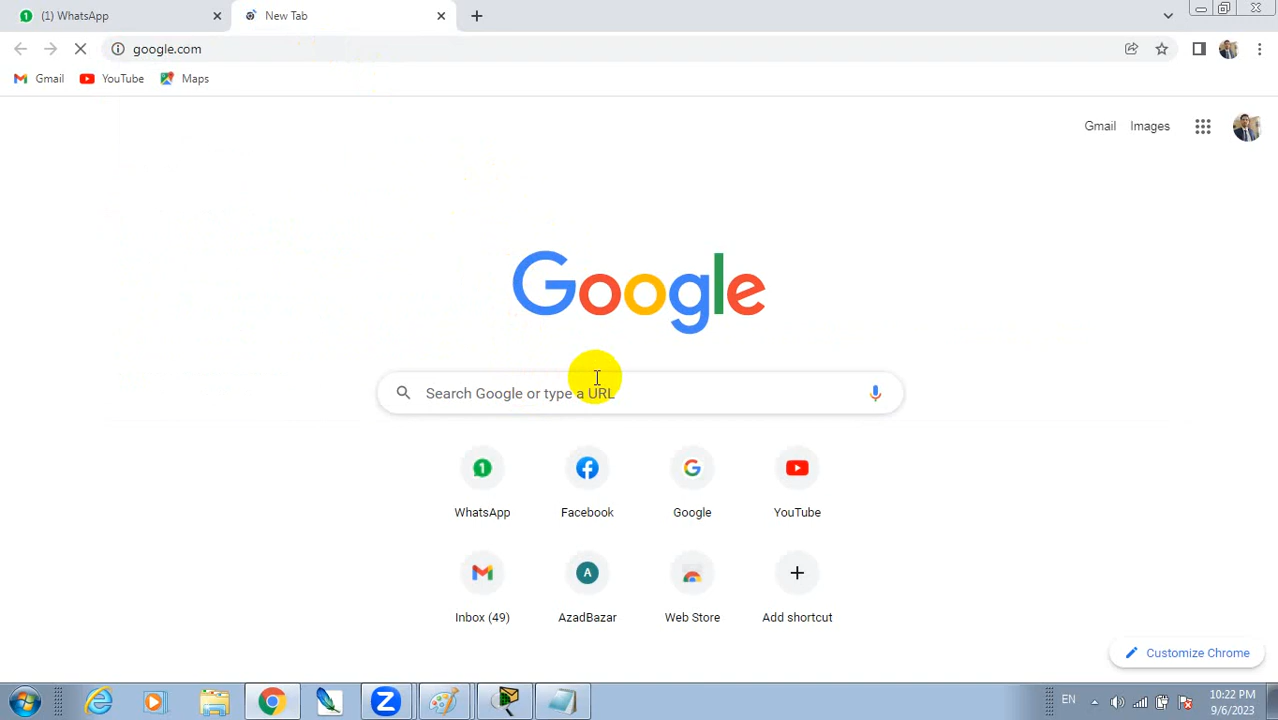 (1) WhatsApp
New Tab
google.com
Gmail
YouTube
Maps
Gmail
Images
Google
Search Google or type a URL
1
WhatsApp
Facebook
Google
YouTube
Inbox (49)
A
AzadBazar
Web Store
Add shortcut
Customize Chrome
EN
10:22 PM
9/6/2023